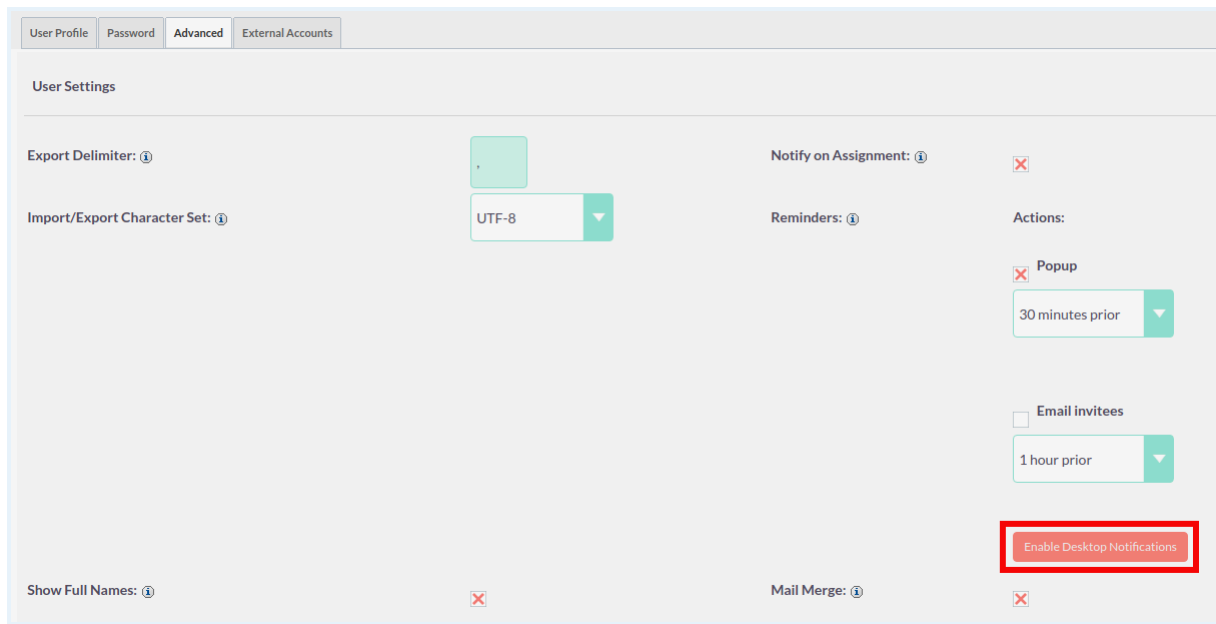 User Profile Password Advanced External Accounts
User Settings
Export Delimiter: ,
Notify on Assignment:
Import/Export Character Set: UTF-8
Reminders: Actions:
Popup
30 minutes prior
Email invitees
1 hour prior
Enable Desktop Notifications
Show Full Names:
Mail Merge: